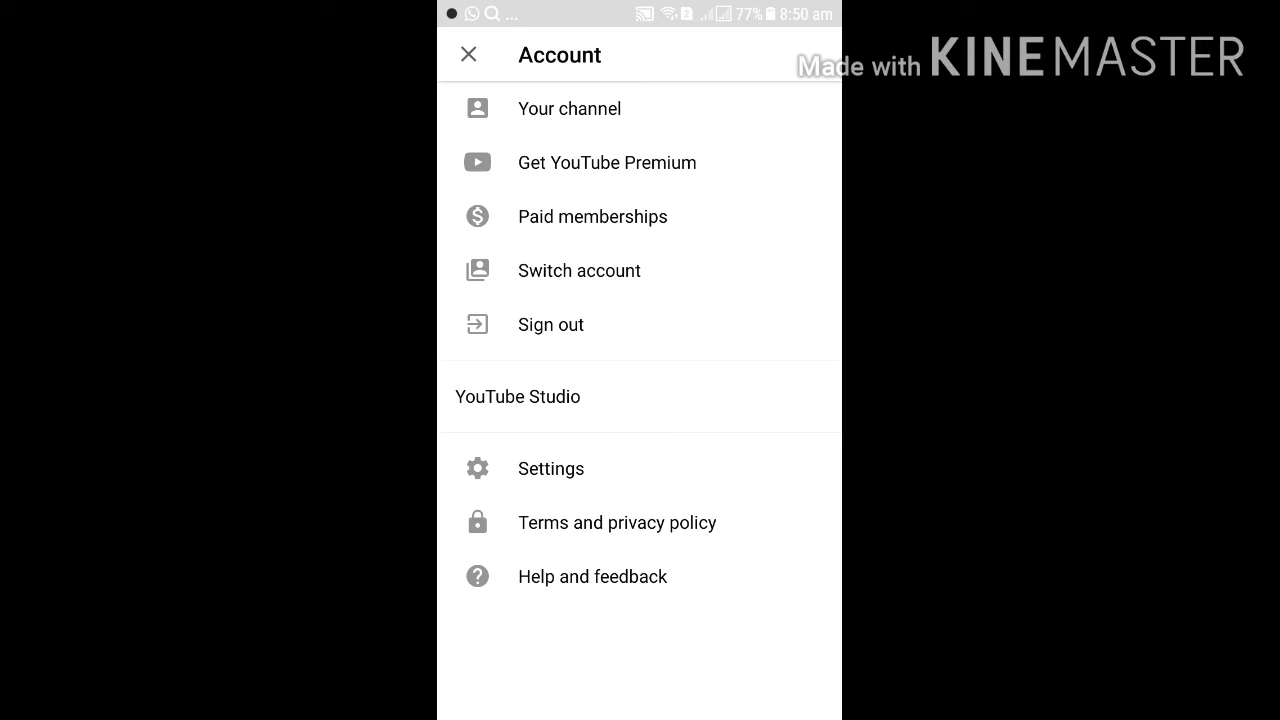 ... 2 77% 8:50 am
Account
Made with KINEMASTER
Your channel
Get YouTube Premium
Paid memberships
Switch account
Sign out
YouTube Studio
Settings
Terms and privacy policy
Help and feedback